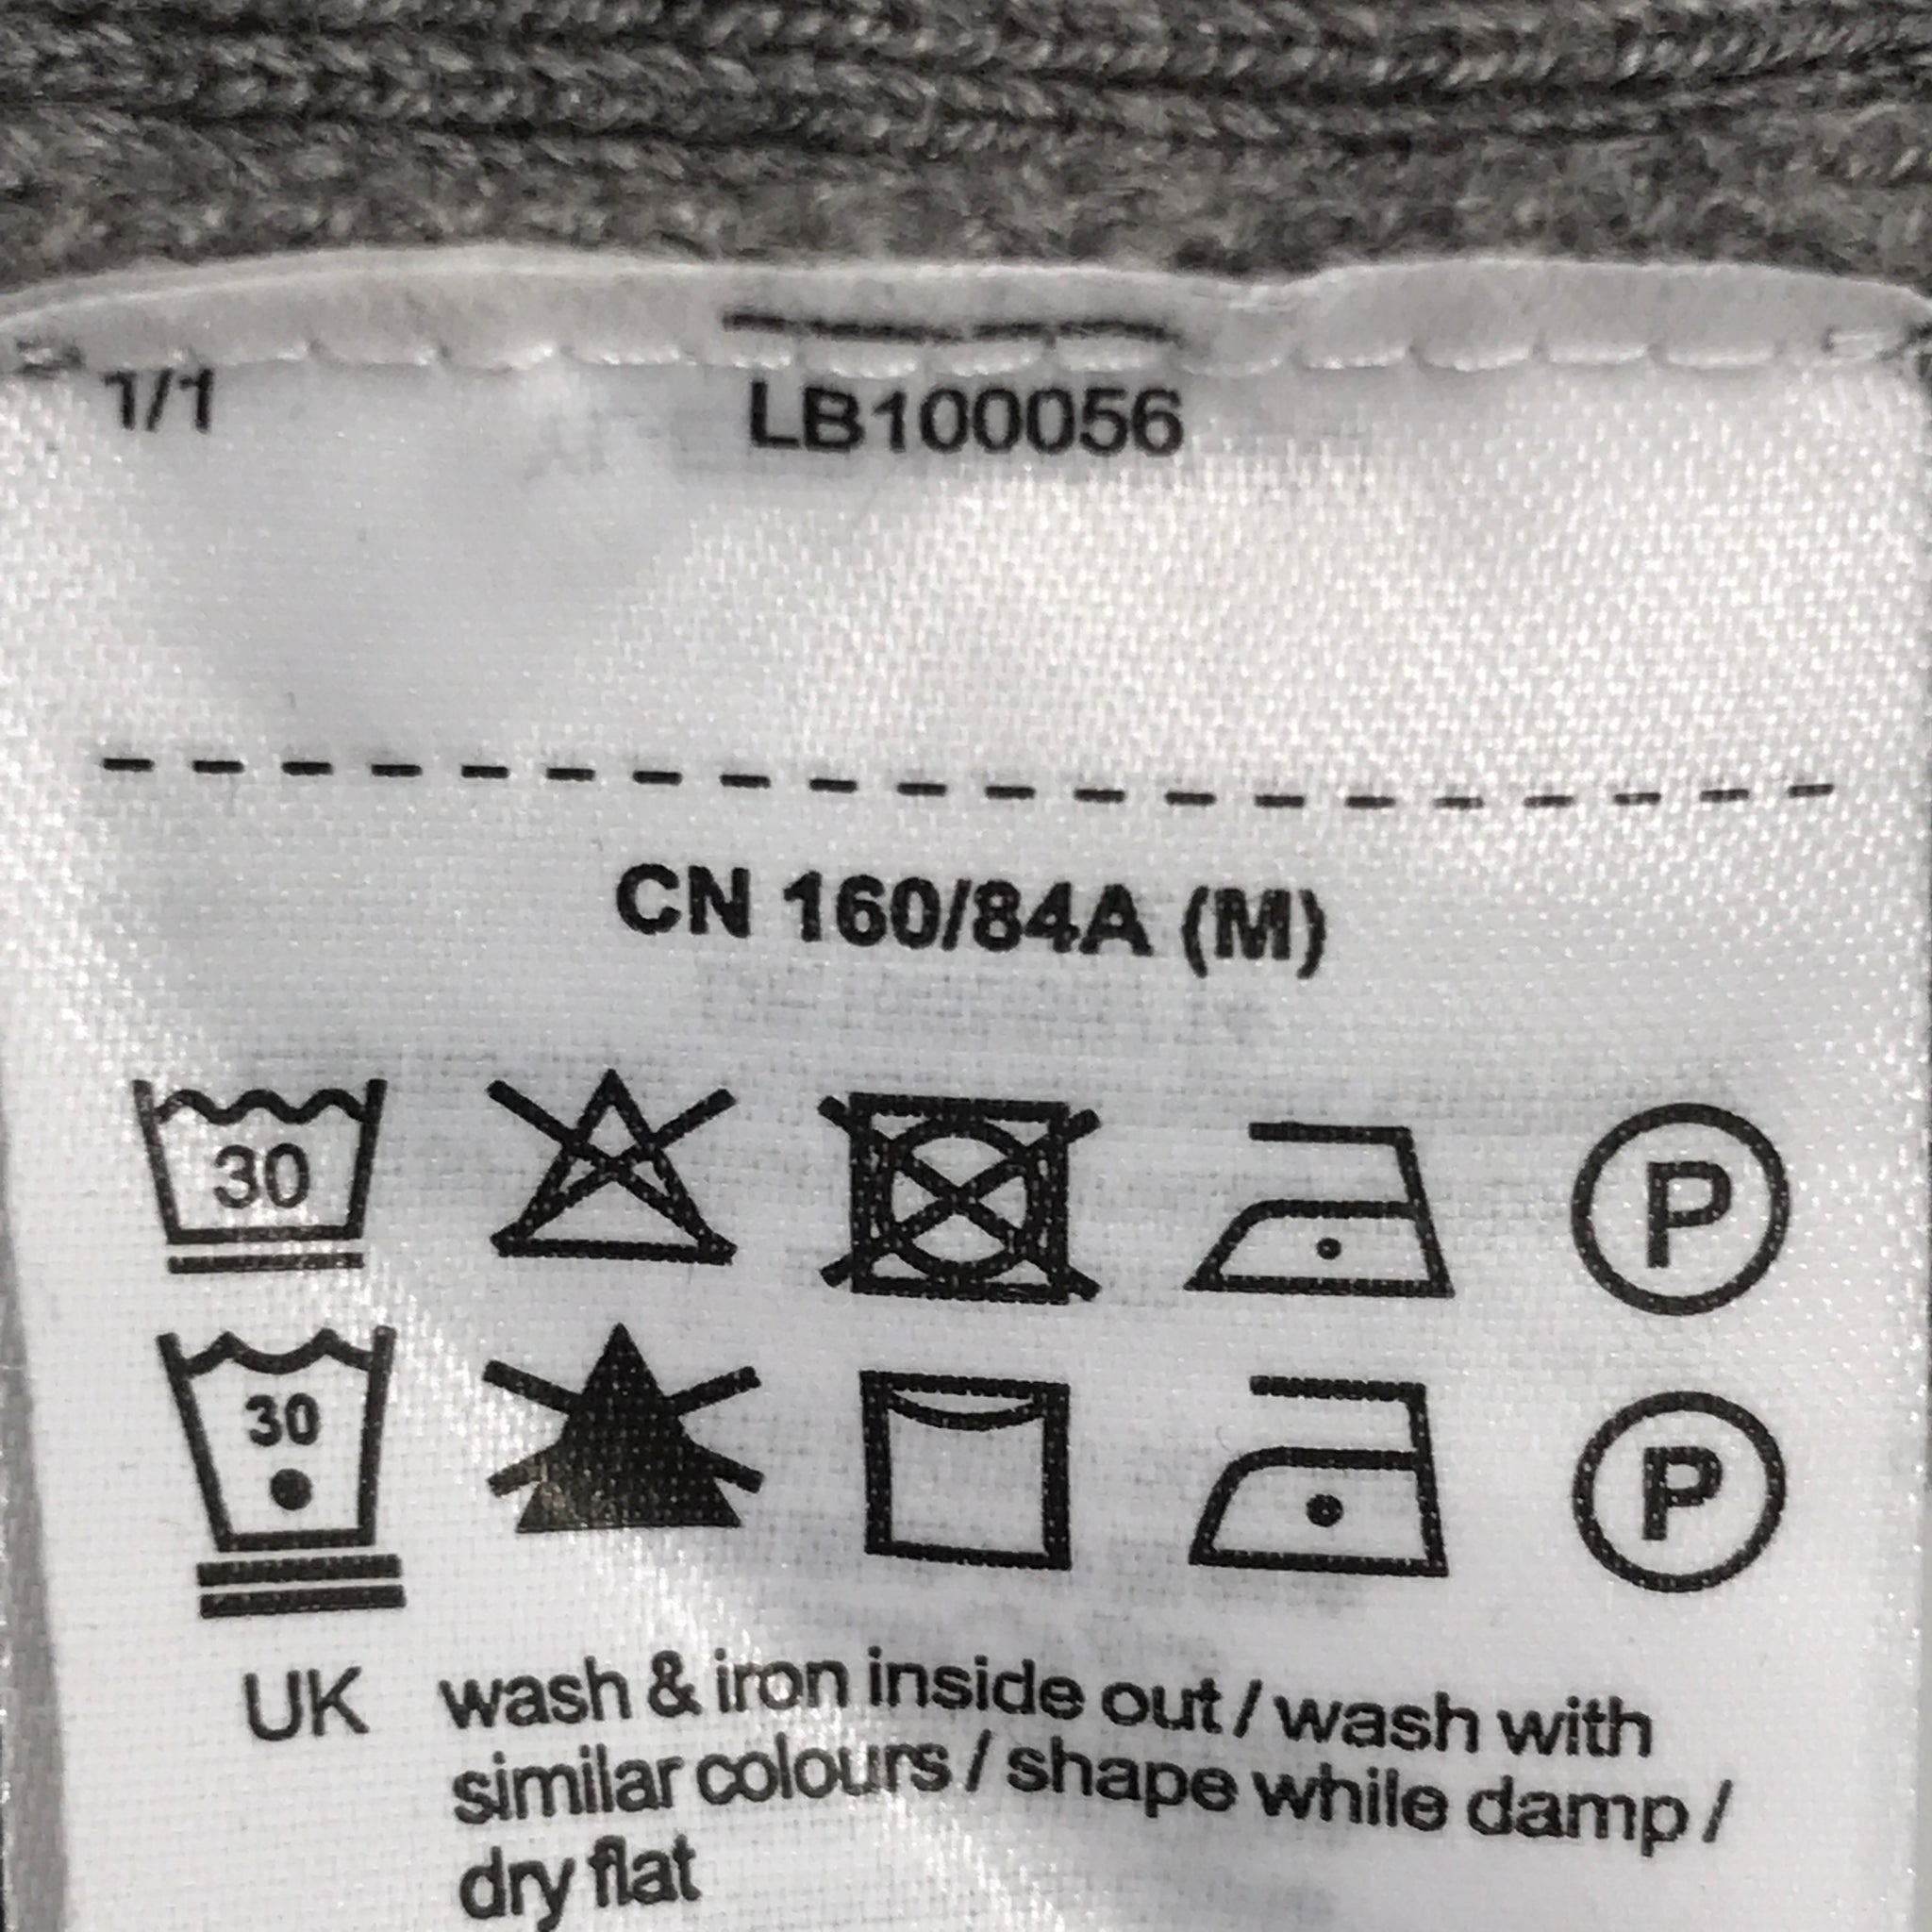 1/1 LB100056
CN 160/84A (M)
30 P
30 P
UK wash & iron inside out / wash with
similar colours / shape while damp /
dry flat